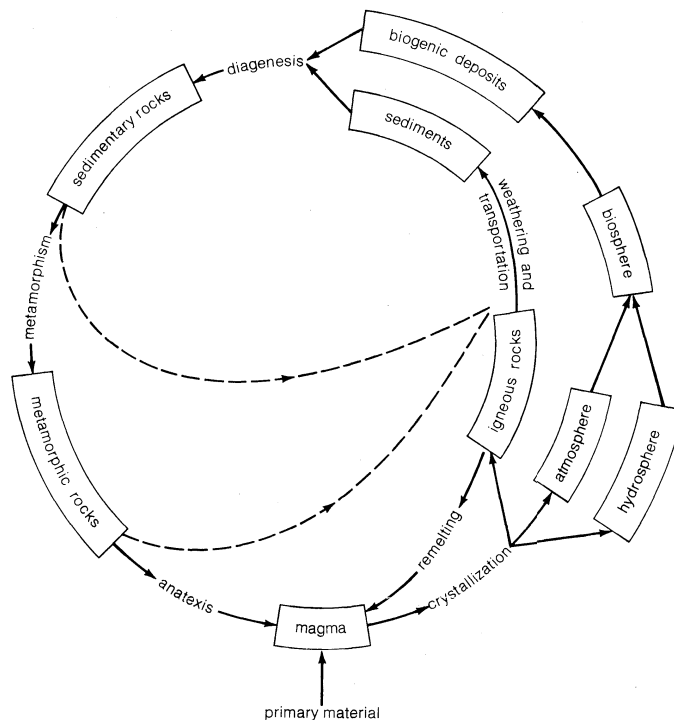 biogenic deposits
diagenesis
sediments
sedimentary rocks
weathering and
transportation
biosphere
metamorphism
igneous rocks
atmosphere
hydrosphere
metamorphic rocks
remelting
crystallization
anatexis
magma
primary material